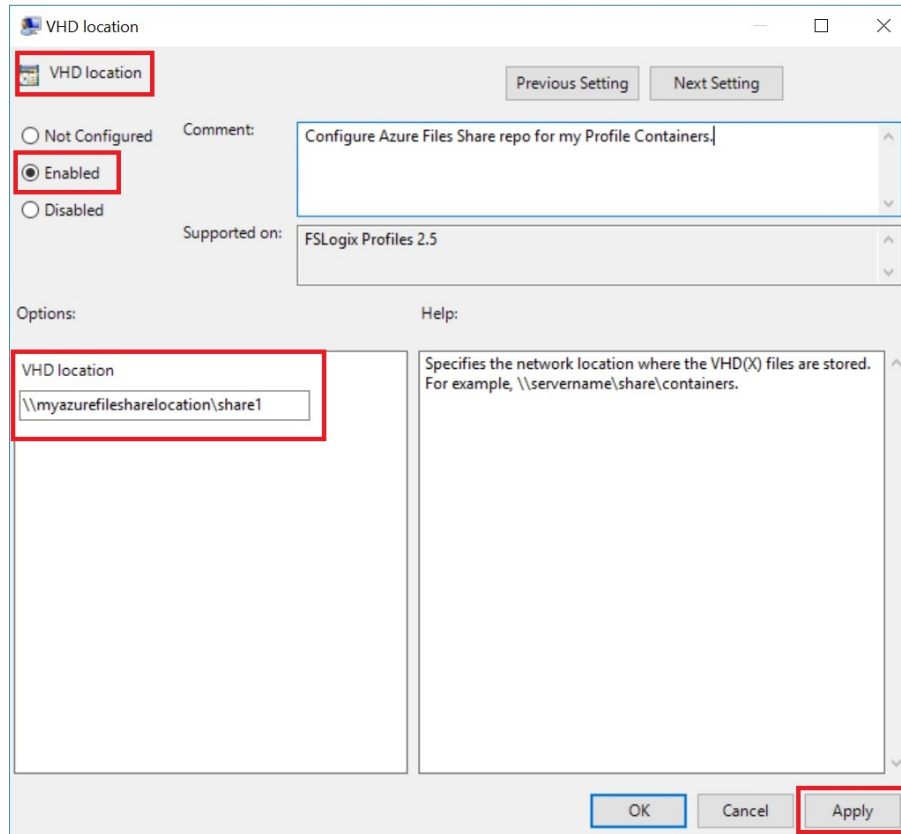 VHD location
VHD location
Previous Setting
Next Setting
Not Configured
Comment:
Configure Azure Files Share repo for my Profile Containers.
Enabled
Disabled
Supported on:
FSLogix Profiles 2.5
Options:
Help:
VHD location
\\myazurefilesharelocation\share1
Specifies the network location where the VHD(X) files are stored.
For example, \\servername\share\containers.
OK
Cancel
Apply